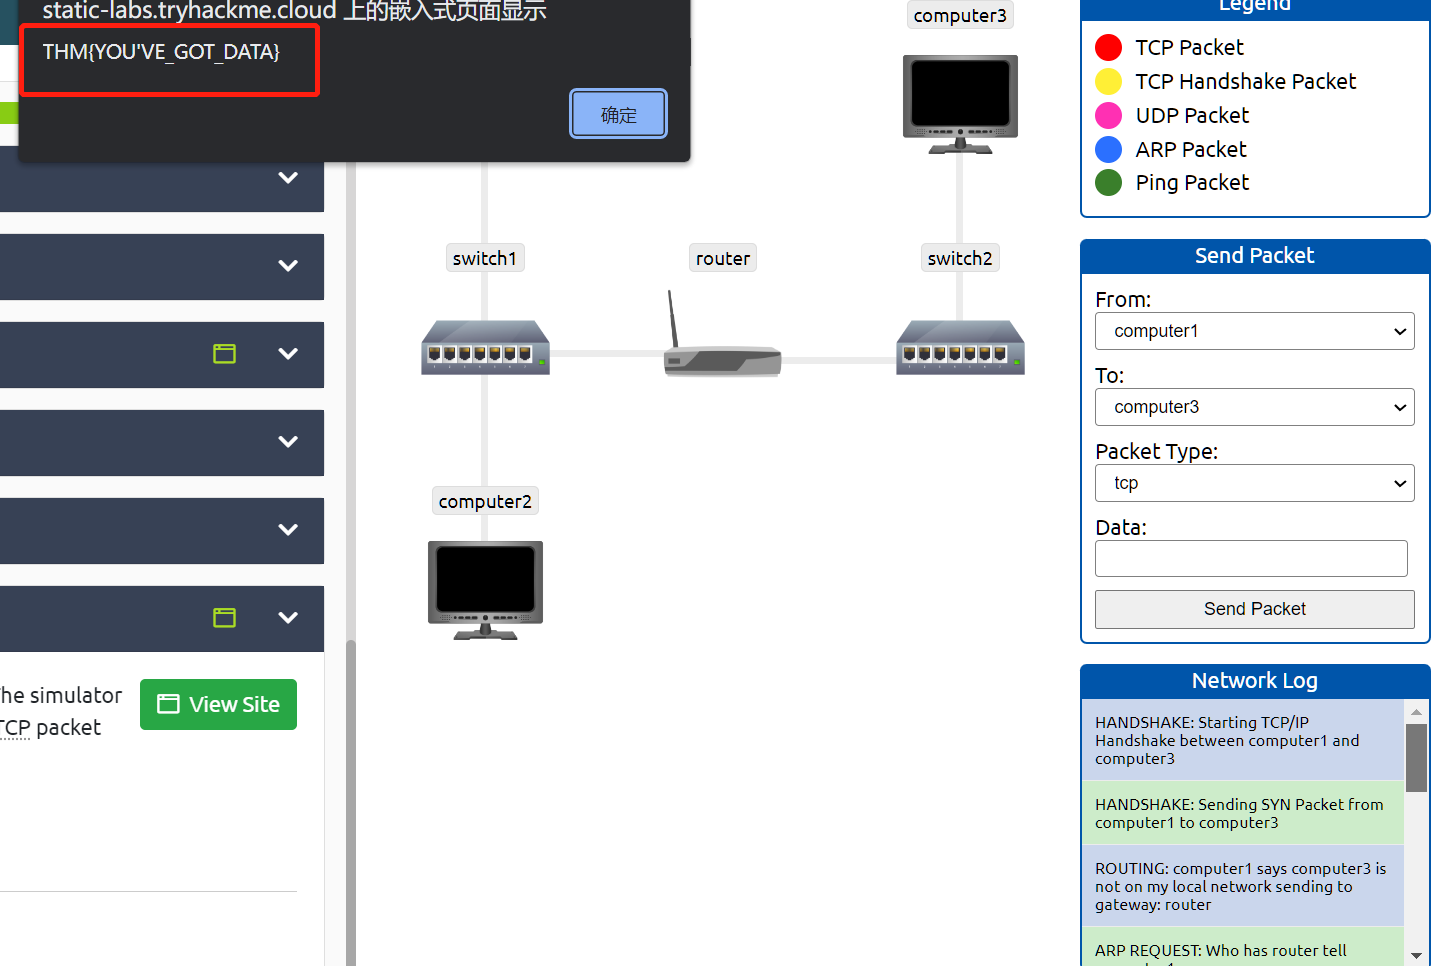 static-labs.tryhackme.cloud 上的嵌入式页面显示
THM{YOU'VE_GOT_DATA}
确定
computer3
switch1
router
switch2
computer2
he simulator
TCP packet
View Site
Legend
TCP Packet
TCP Handshake Packet
UDP Packet
ARP Packet
Ping Packet
Send Packet
From:
computer1
To:
computer3
Packet Type:
tcp
Data:
Send Packet
Network Log
HANDSHAKE: Starting TCP/IP
Handshake between computer1 and
computer3
HANDSHAKE: Sending SYN Packet from
computer1 to computer3
ROUTING: computer1 says computer3 is
not on my local network sending to
gateway: router
ARP REQUEST: Who has router tell